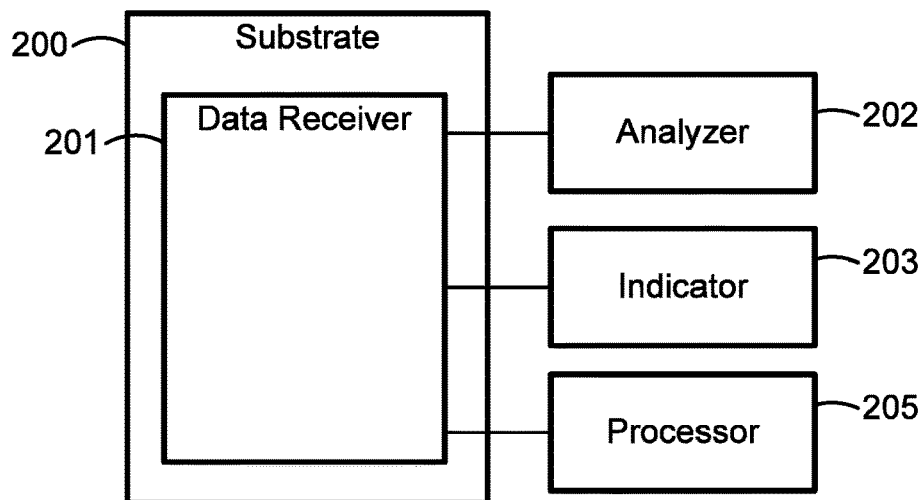 200
Substrate
201
Data Receiver
Analyzer
202
Indicator
203
Processor
205